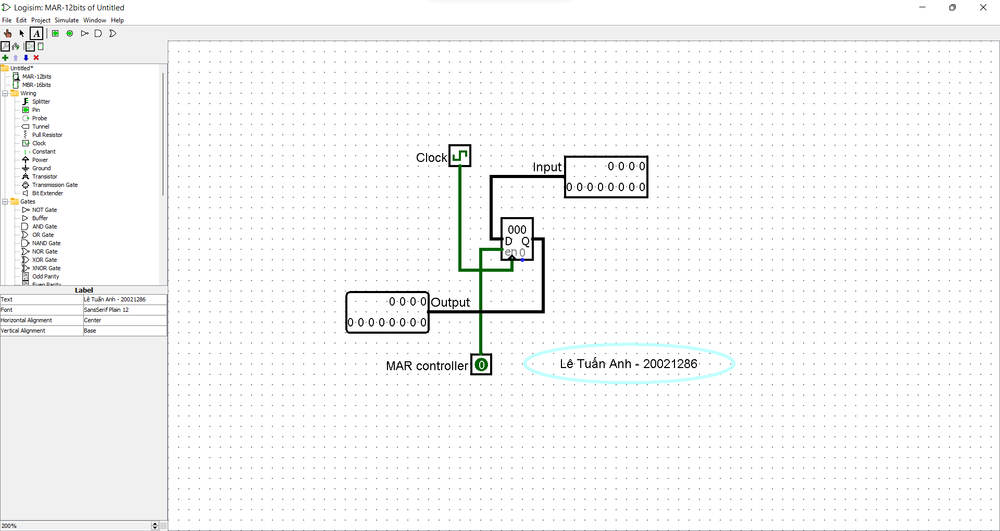 Logisim: MAR-12bits of Untitled
File Edit Project Simulate Window Help
A
Untitled*
MAR-12bits
MBR-16bits
Wiring
Splitter
Pin
Probe
Tunnel
Pull Resistor
Clock
1 Constant
Power
Ground
Transistor
Transmission Gate
Bit Extender
Gates
NOT Gate
Buffer
AND Gate
OR Gate
NAND Gate
NOR Gate
XOR Gate
XNOR Gate
Odd Parity
Even Parity
Label
Text Lê Tuấn Anh - 20021286
Font SansSerif Plain 12
Horizontal Alignment Center
Vertical Alignment Base
200%
Clock
Input
0 0 0 0
0 0 0 0 0 0 0 0
000
D Q
en 0
0 0 0 0
Output
0 0 0 0 0 0 0 0
MAR controller 0
Lê Tuấn Anh - 20021286